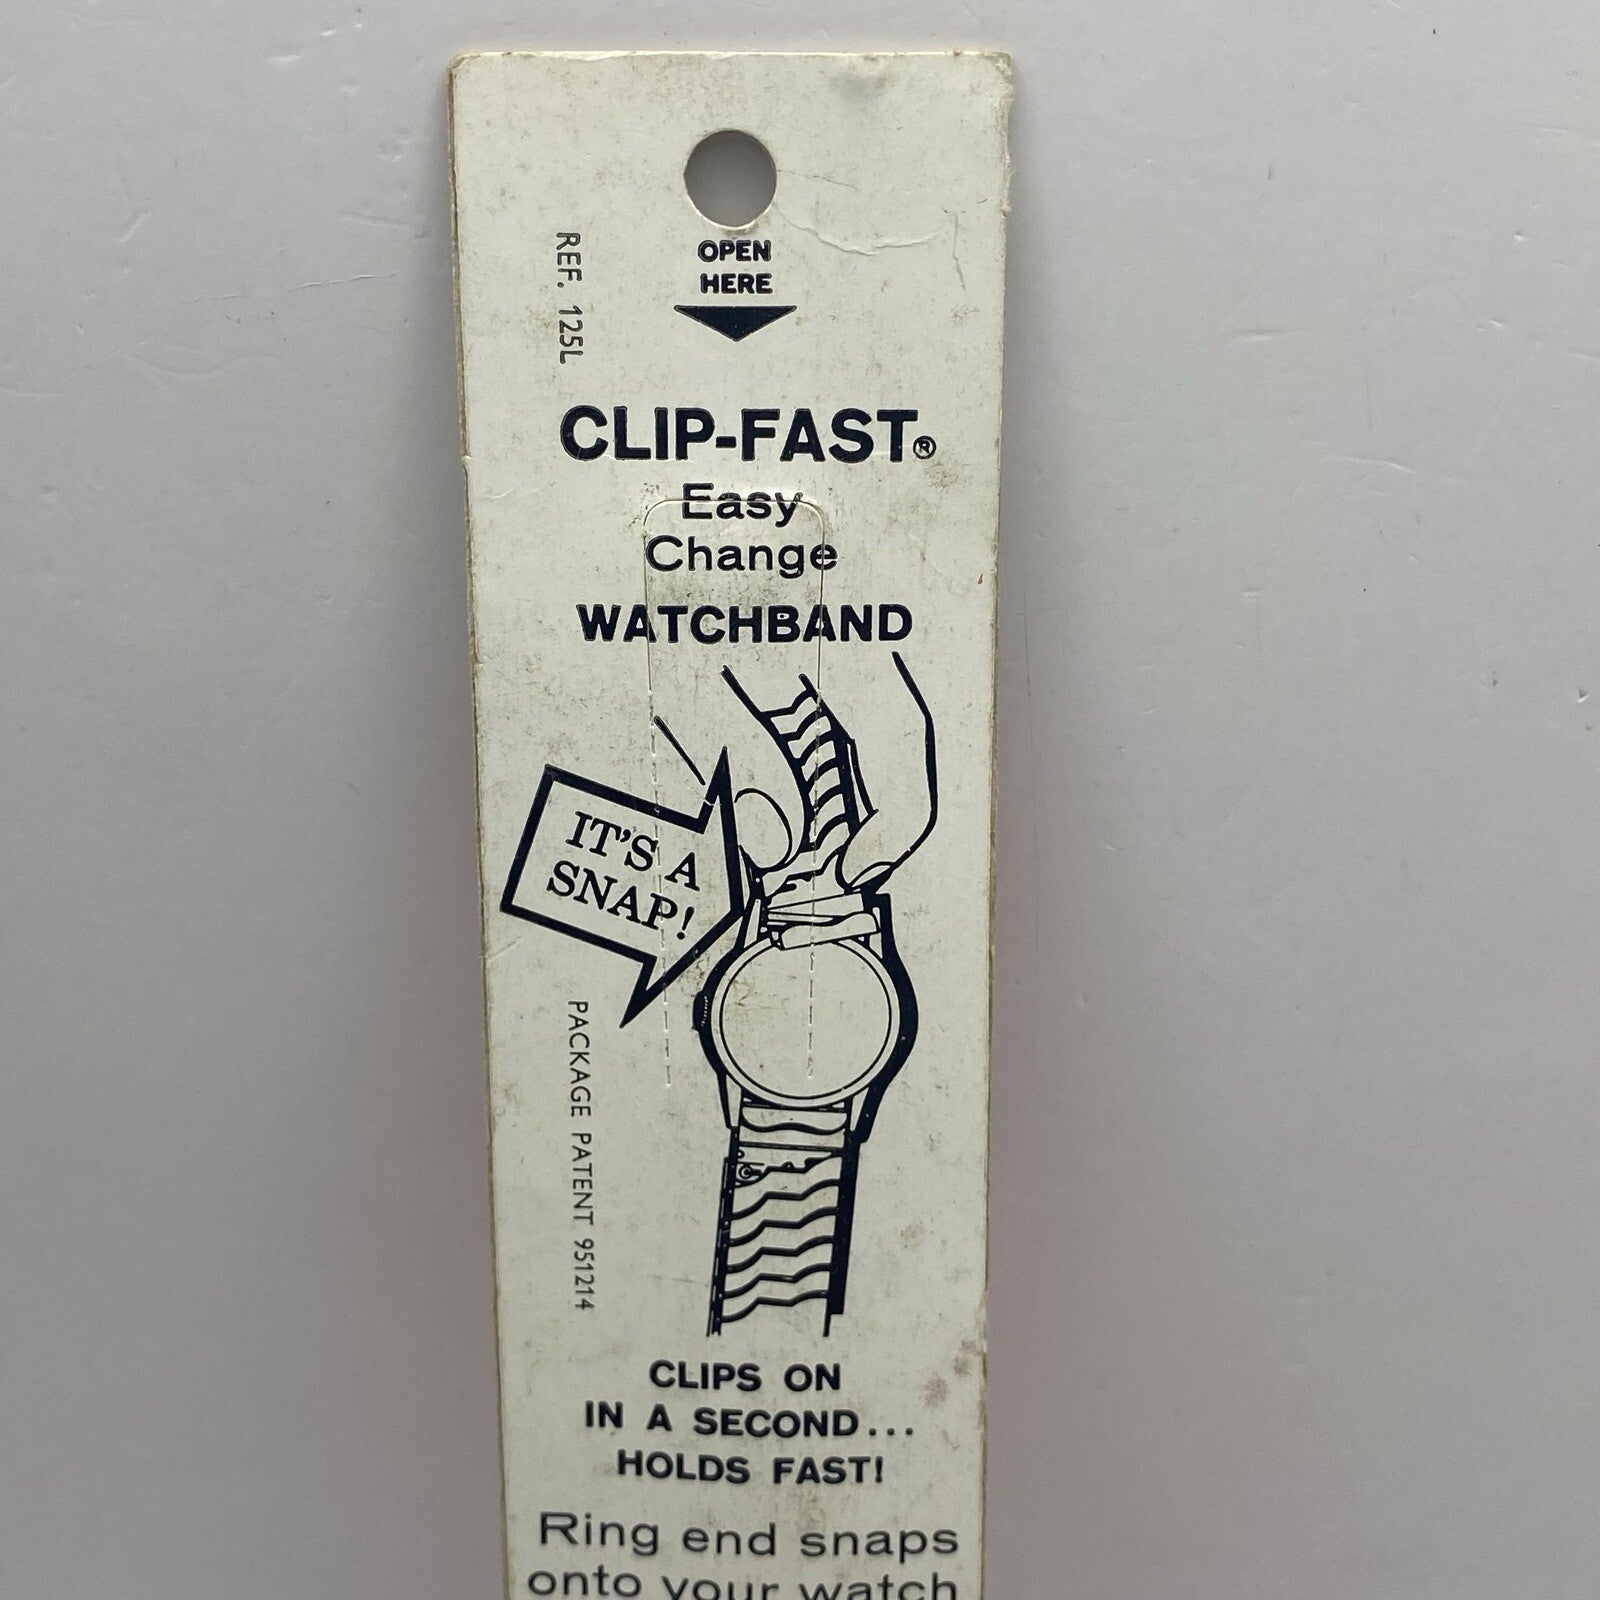 OPEN
HERE
REF. 125L
CLIP-FAST®
Easy
Change
WATCHBAND
IT'S A
SNAP!
PACKAGE PATENT 951214
CLIPS ON
IN A SECOND...
HOLDS FAST!
Ring end snaps
onto your watch